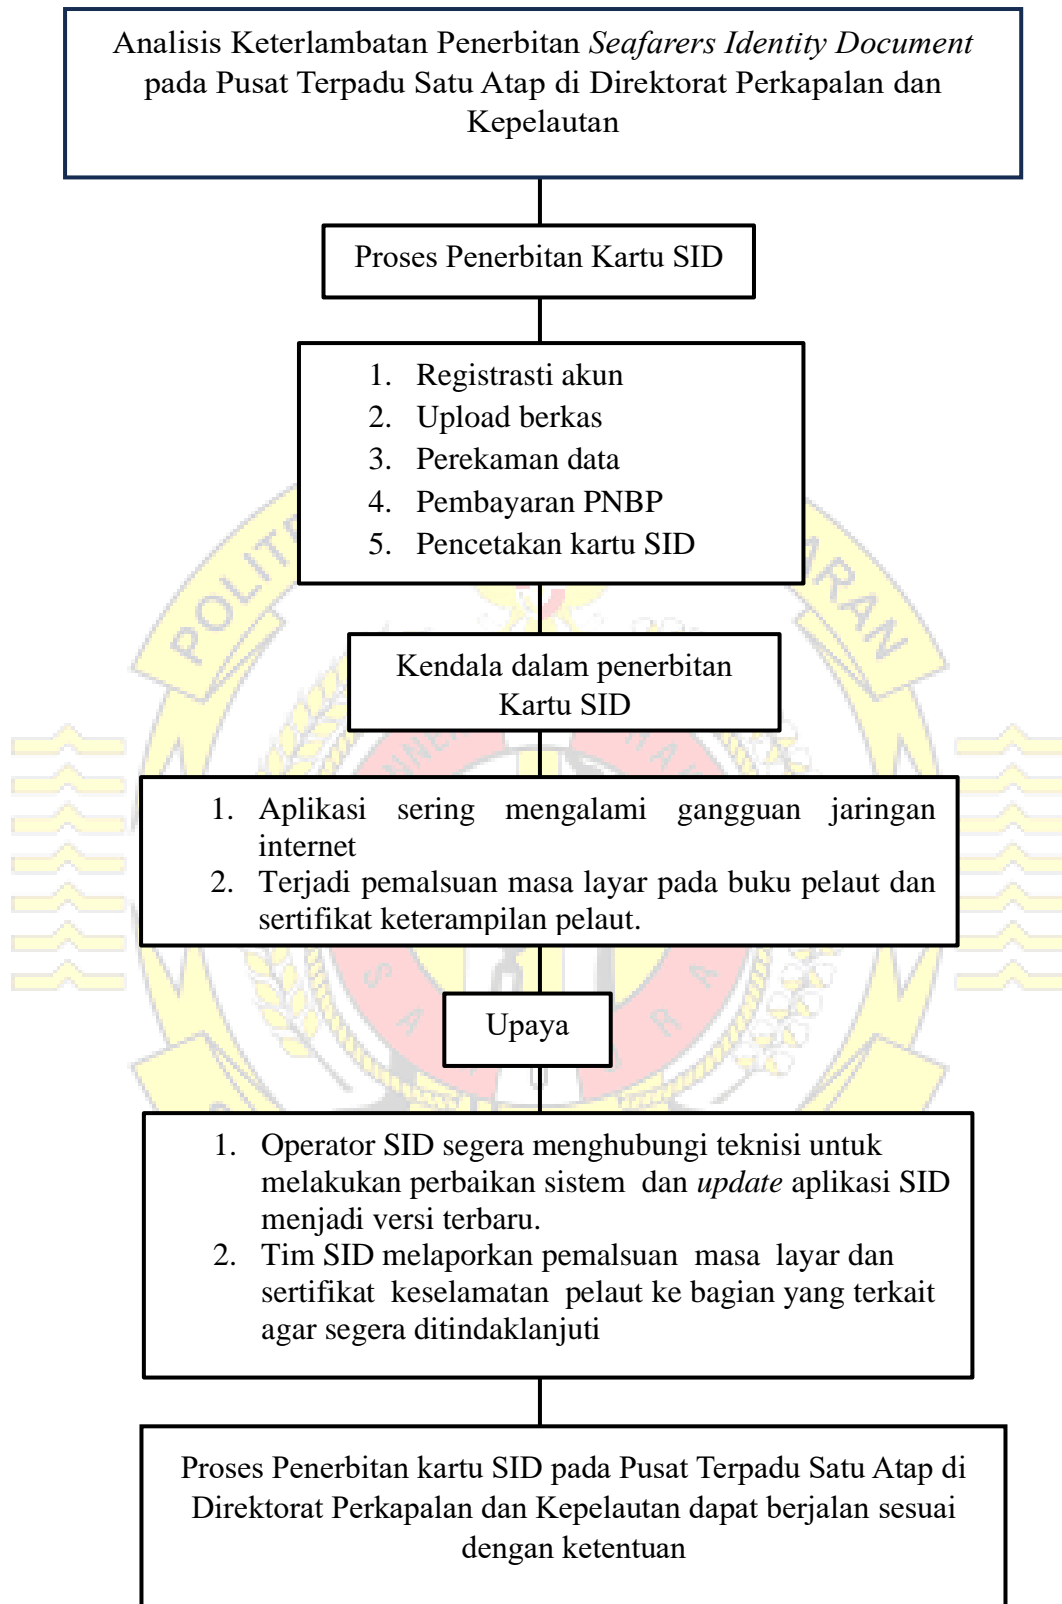 Analisis Keterlambatan Penerbitan Seafarers Identity Document
pada Pusat Terpadu Satu Atap di Direktorat Perkapalan dan
Kepelautan
Proses Penerbitan Kartu SID
1. Registrasti akun
2. Upload berkas
3. Perekaman data
4. Pembayaran PNBP
5. Pencetakan kartu SID
Kendala dalam penerbitan
Kartu SID
1. Aplikasi sering mengalami gangguan jaringan
internet
2. Terjadi pemalsuan masa layar pada buku pelaut dan
sertifikat keterampilan pelaut.
Upaya
1. Operator SID segera menghubungi teknisi untuk
melakukan perbaikan sistem dan update aplikasi SID
menjadi versi terbaru.
2. Tim SID melaporkan pemalsuan masa layar dan
sertifikat keselamatan pelaut ke bagian yang terkait
agar segera ditindaklanjuti
Proses Penerbitan kartu SID pada Pusat Terpadu Satu Atap di
Direktorat Perkapalan dan Kepelautan dapat berjalan sesuai
dengan ketentuan